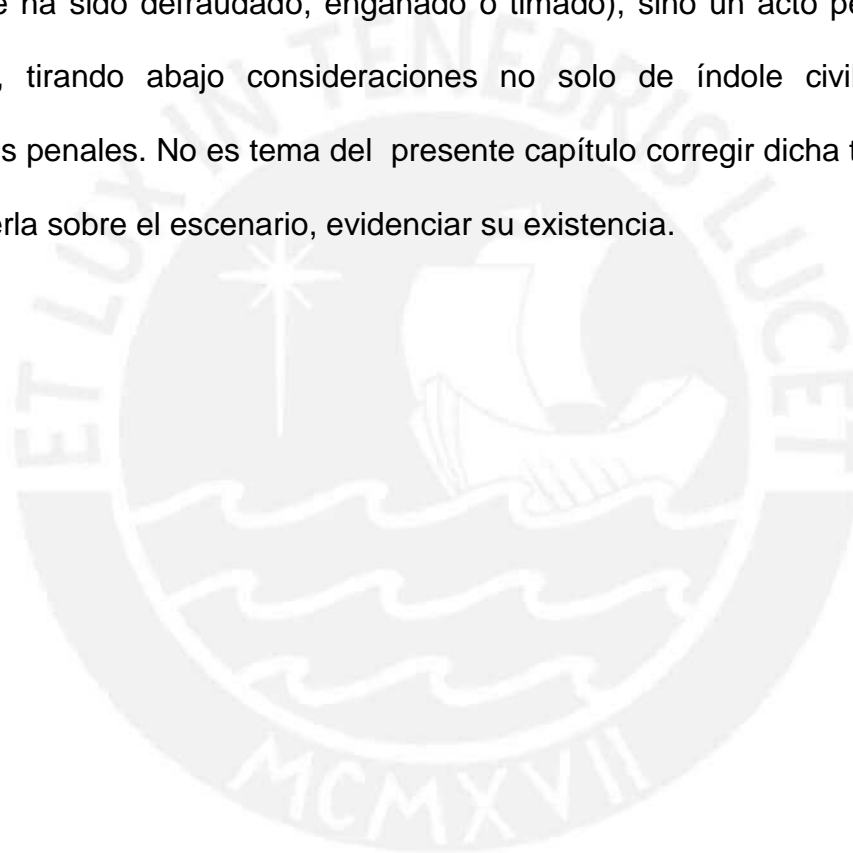 e ha sido defraudado, engañado o timado), sino un acto pe
, tirando abajo consideraciones no solo de índole civil
s penales. No es tema del presente capítulo corregir dicha t
erla sobre el escenario, evidenciar su existencia.
ET LUX IN TENEBRIS LUCET
MCMXVII